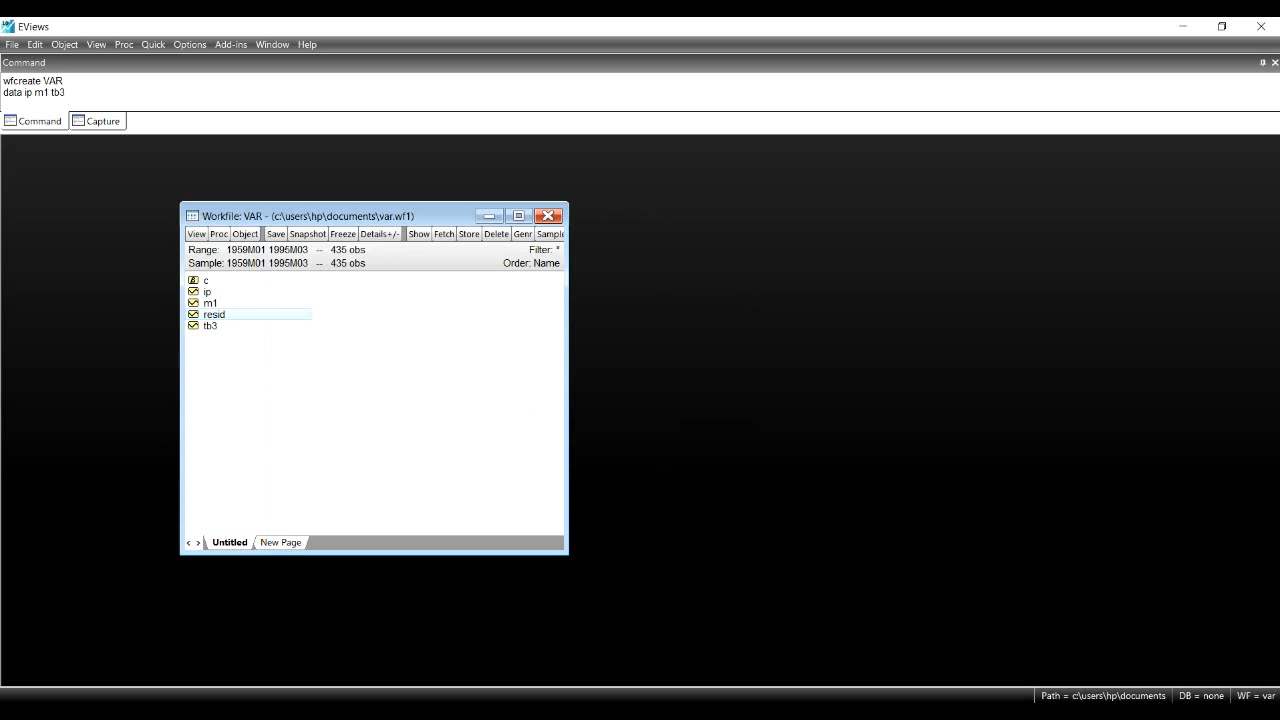 EViews
File Edit Object View Proc Quick Options Add-ins Window Help
Command
wfcreate VAR
data ip m1 tb3
Command Capture
Workfile: VAR - (c:\users\hp\documents\var.wf1)
View Proc Object Save Snapshot Freeze Details+/- Show Fetch Store Delete Genr Sample
Range: 1959M01 1995M03 -- 435 obs Filter: *
Sample: 1959M01 1995M03 -- 435 obs Order: Name
c
ip
m1
resid
tb3
< > Untitled New Page
Path = c:\users\hp\documents DB = none WF = var